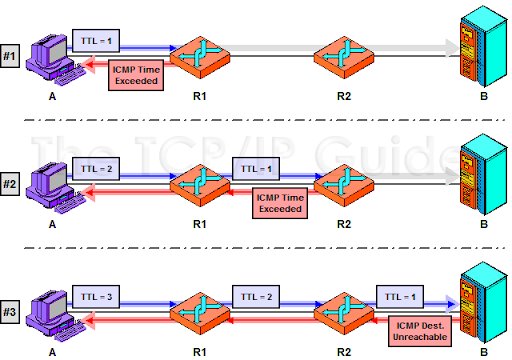 TTL = 1
#1
ICMP Time
Exceeded
A
R1
R2
B
The TCP/IP Guide
TTL = 2
TTL = 1
#2
ICMP Time
Exceeded
A
R1
R2
B
TTL = 3
TTL = 2
TTL = 1
#3
ICMP Dest.
Unreachable
A
R1
R2
B